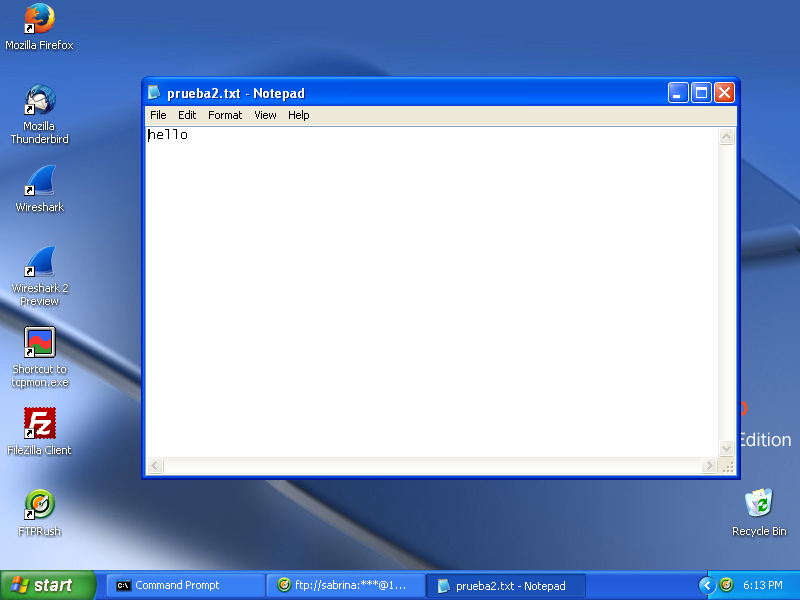 Mozilla Firefox
Mozilla
Thunderbird
Wireshark
Wireshark 2
Preview
Shortcut to
tcpmon.exe
FileZilla Client
FTPRush
prueba2.txt - Notepad
File Edit Format View Help
hello
Edition
Recycle Bin
start
Command Prompt
ftp://sabrina:***@1...
prueba2.txt - Notepad
6:13 PM